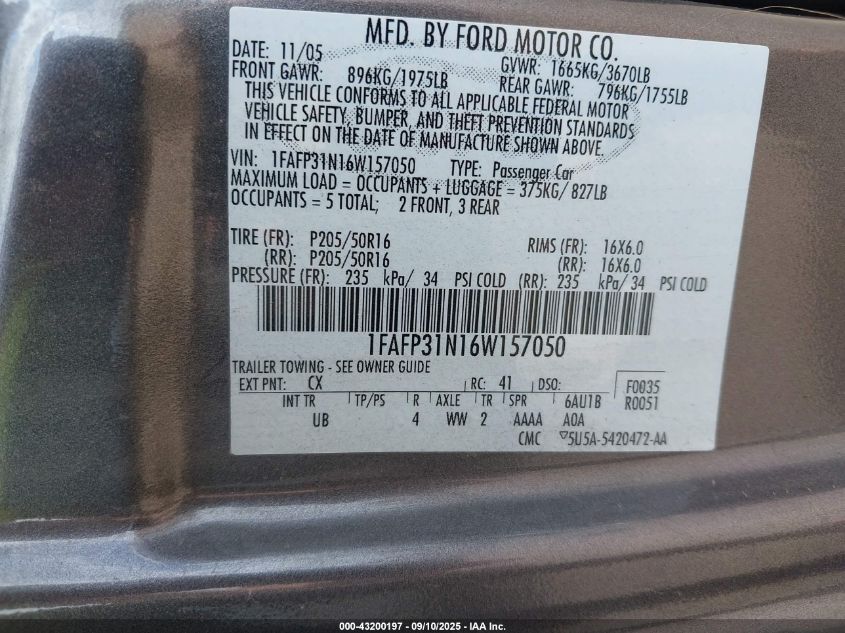 MFD. BY FORD MOTOR CO.
DATE: 11/05 GVWR: 1665KG/3670LB
FRONT GAWR: 896KG/1975LB REAR GAWR: 796KG/1755LB
THIS VEHICLE CONFORMS TO ALL APPLICABLE FEDERAL MOTOR
VEHICLE SAFETY, BUMPER, AND THEFT PREVENTION STANDARDS
IN EFFECT ON THE DATE OF MANUFACTURE SHOWN ABOVE.
VIN: 1FAFP31N16W157050 TYPE: Passenger Car
MAXIMUM LOAD = OCCUPANTS + LUGGAGE = 375KG/ 827LB
OCCUPANTS = 5 TOTAL; 2 FRONT, 3 REAR
TIRE (FR): P205/50R16 RIMS (FR): 16X6.0
(RR): P205/50R16 (RR): 16X6.0
PRESSURE (FR): 235 kPa/ 34 PSI COLD (RR): 235 kPa/ 34 PSI COLD
1FAFP31N16W157050
TRAILER TOWING - SEE OWNER GUIDE
EXT PNT: CX RC: 41 DSO: F0035
INT TR TP/PS R AXLE TR SPR 6AU1B R0051
UB 4 WW 2 AAAA A0A
CMC ▽5U5A-5420472-AA
000-43200197 - 09/10/2025 - IAA Inc.